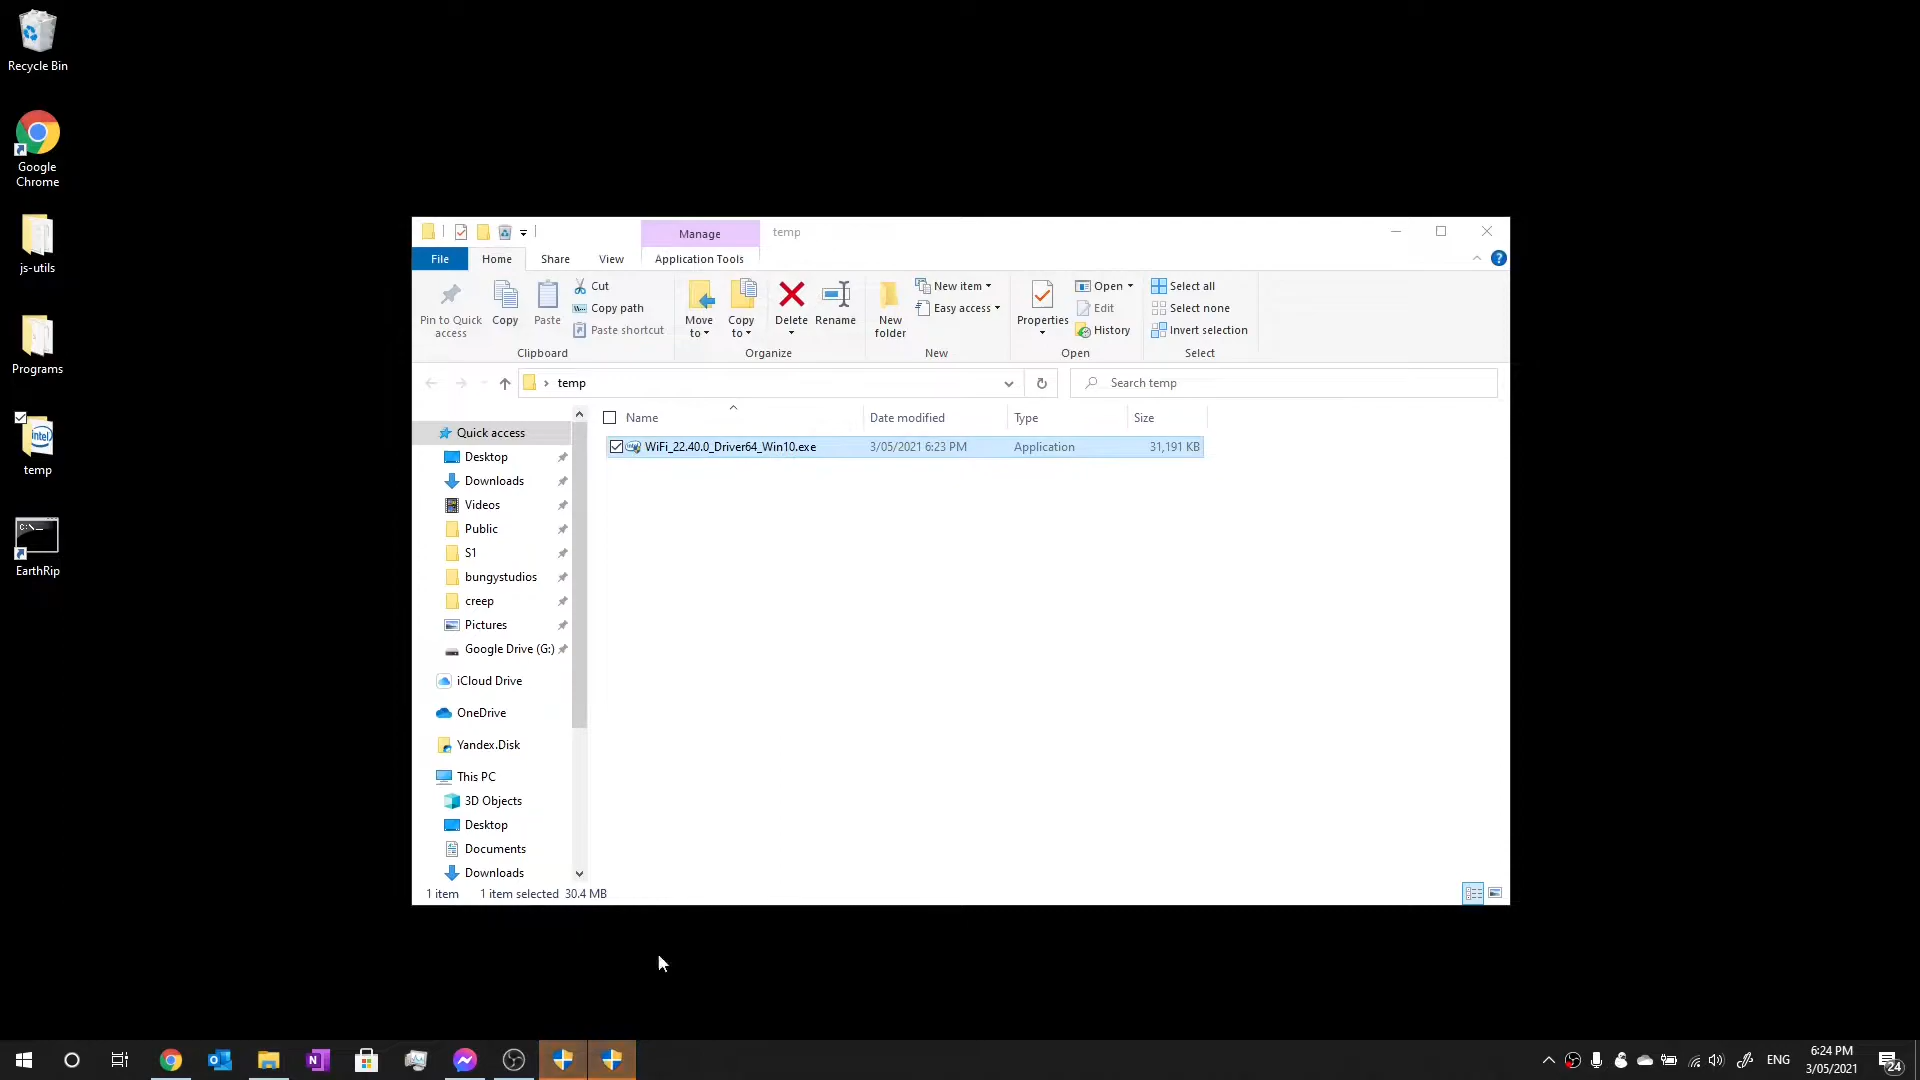 Recycle Bin
Google
Chrome
js-utils
Programs
intel
temp
C:\_
EarthRip
Manage
temp
File
Home
Share
View
Application Tools
Pin to Quick
access
Copy
Paste
Cut
Copy path
Paste shortcut
Clipboard
Move
to
Copy
to
Delete
Rename
Organize
New
folder
New item
Easy access
New
Properties
Open
Edit
History
Open
Select all
Select none
Invert selection
Select
temp
Search temp
Name
Date modified
Type
Size
WiFi_22.40.0_Driver64_Win10.exe
3/05/2021 6:23 PM
Application
31,191 KB
Quick access
Desktop
Downloads
Videos
Public
S1
bungystudios
creep
Pictures
Google Drive (G:)
iCloud Drive
OneDrive
Yandex.Disk
This PC
3D Objects
Desktop
Documents
Downloads
1 item
1 item selected
30.4 MB
ENG
6:24 PM
3/05/2021
24